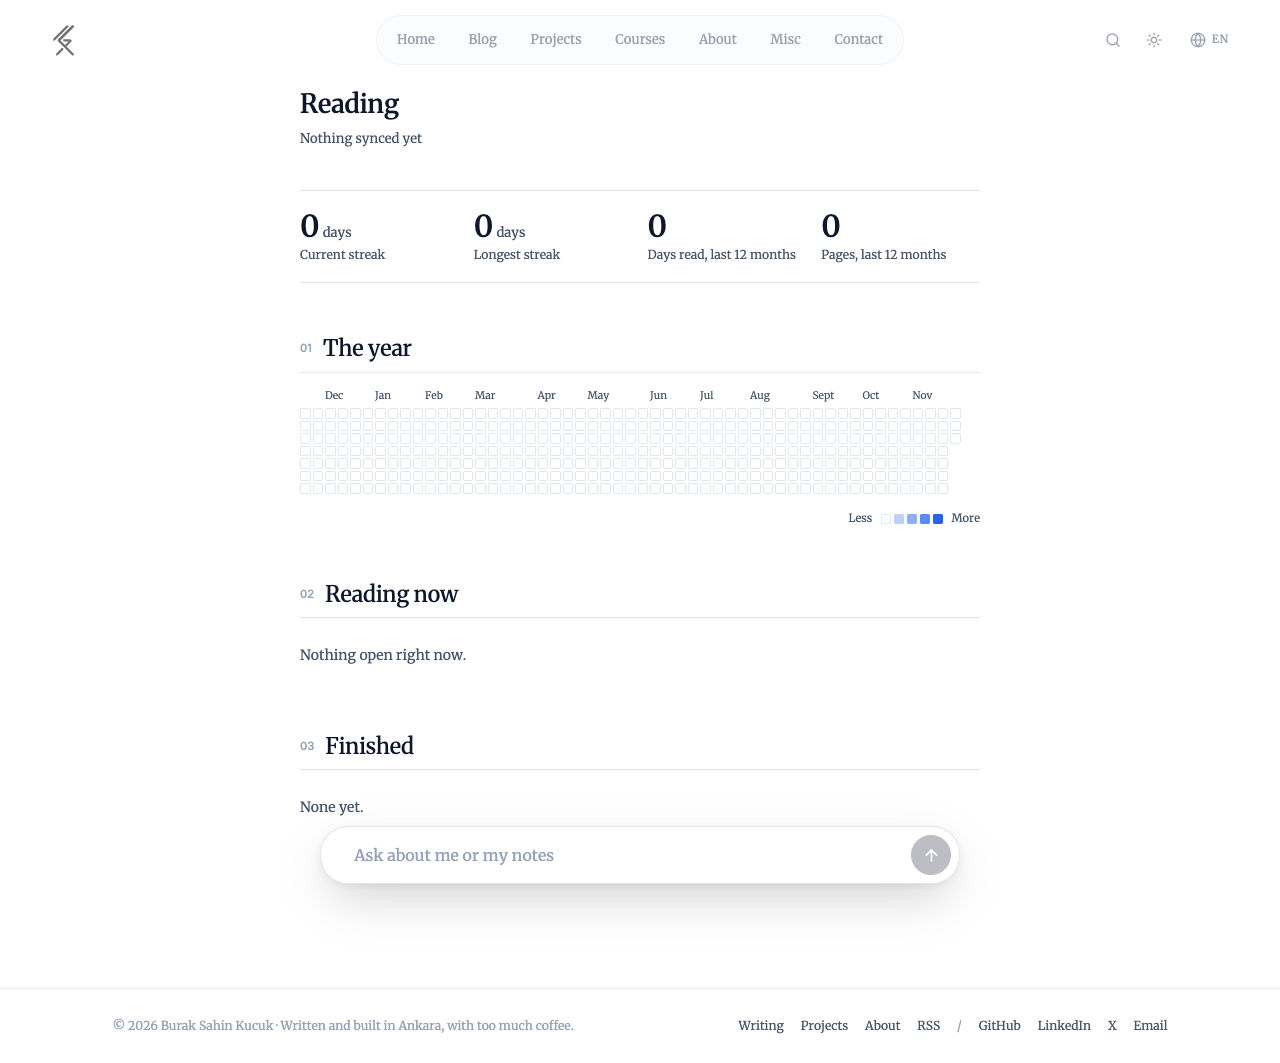 Home Blog Projects Courses About Misc Contact EN
Reading
Nothing synced yet
0 days 0 days 0 0
Current streak Longest streak Days read, last 12 months Pages, last 12 months
01 The year
Dec Jan Feb Mar Apr May Jun Jul Aug Sept Oct Nov
Less More
02 Reading now
Nothing open right now.
03 Finished
None yet.
Ask about me or my notes
© 2026 Burak Sahin Kucuk · Written and built in Ankara, with too much coffee. Writing Projects About RSS / GitHub LinkedIn X Email